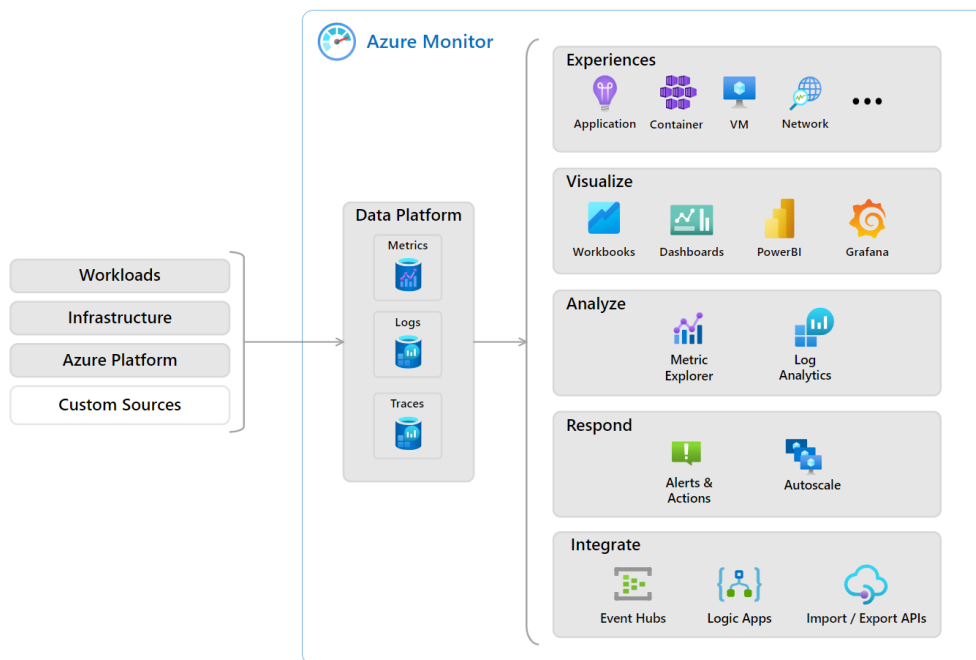 Azure Monitor
Workloads
Infrastructure
Azure Platform
Custom Sources
Data Platform
Metrics
Logs
Traces
Experiences
Application
Container
VM
Network
Visualize
Workbooks
Dashboards
PowerBI
Grafana
Analyze
Metric
Explorer
Log
Analytics
Respond
Alerts &
Actions
Autoscale
Integrate
Event Hubs
Logic Apps
Import / Export APIs